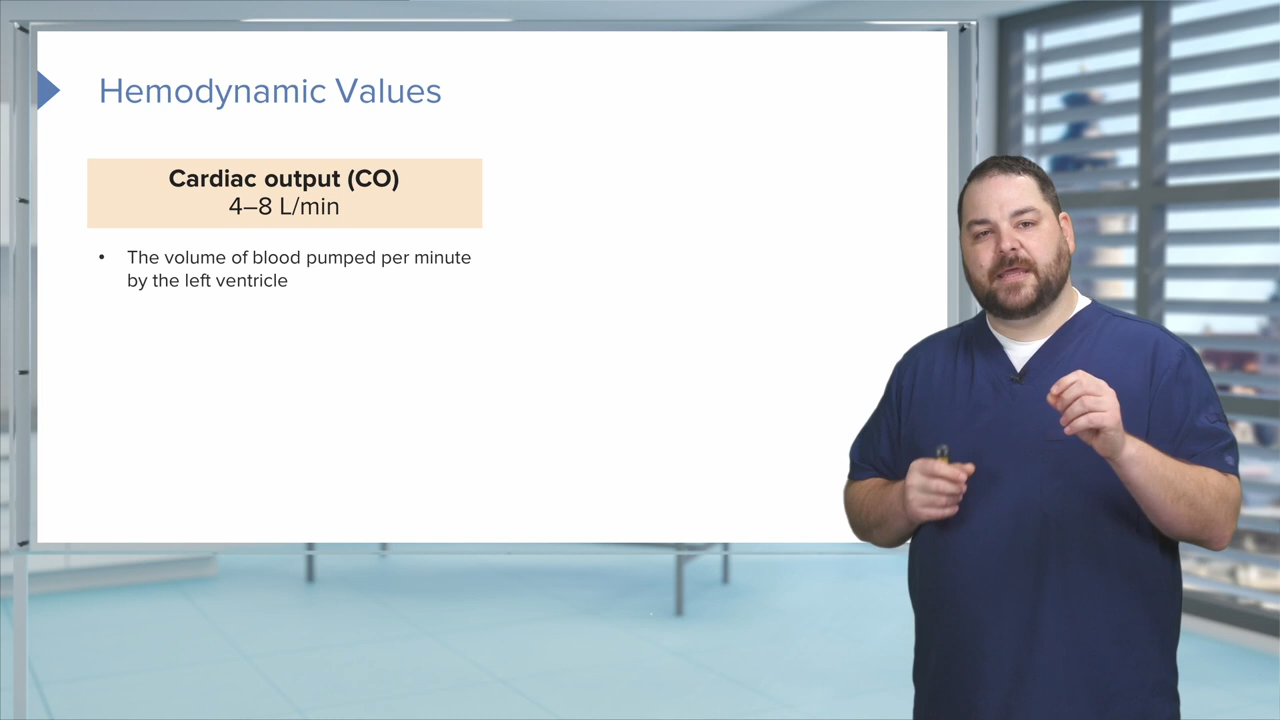 Hemodynamic Values
Cardiac output (CO)
4–8 L/min
• The volume of blood pumped per minute
by the left ventricle